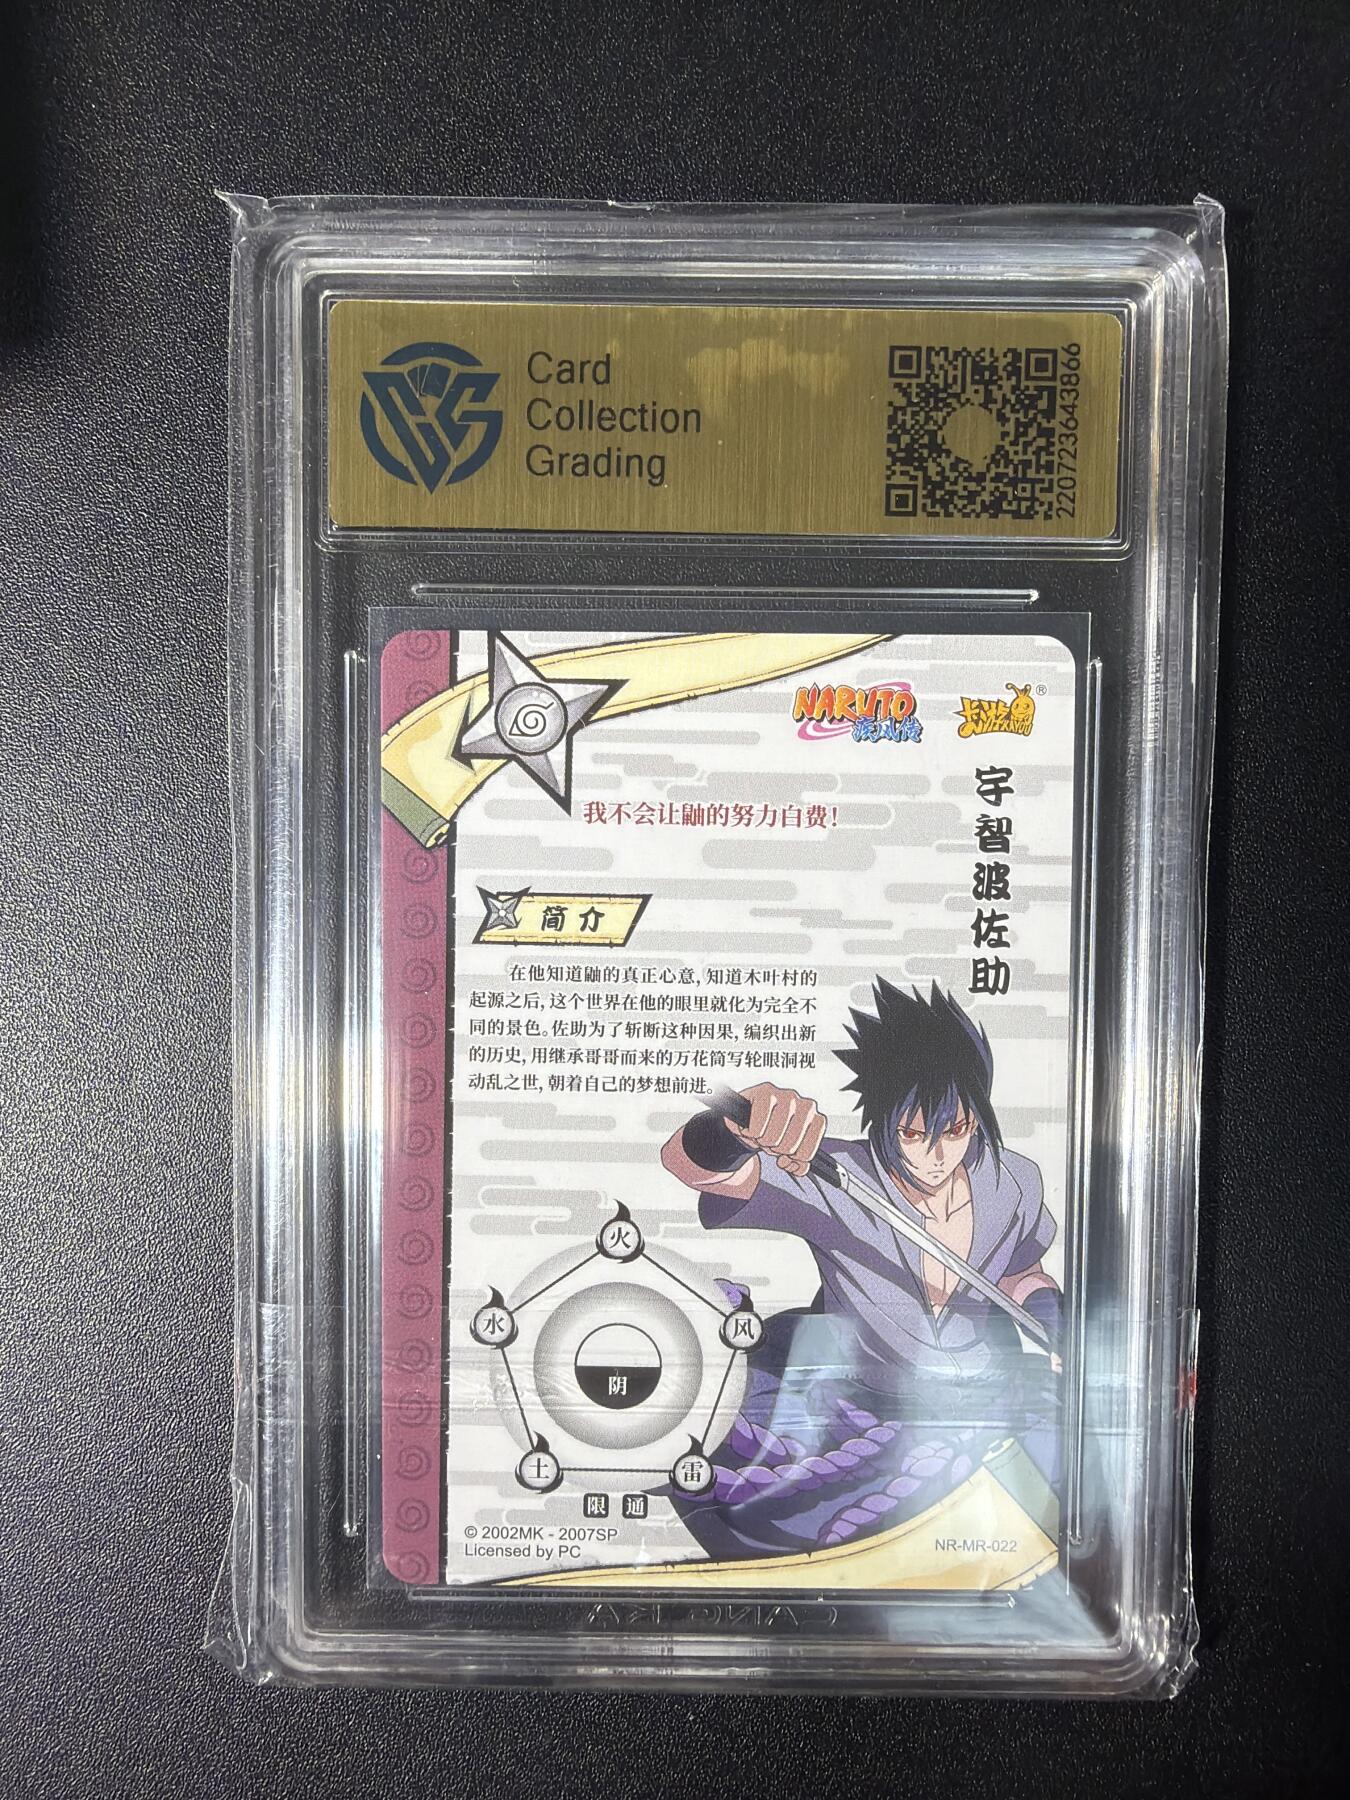 Card
Collection
Grading
220723643866
NARUTO
疾风传
卡游
KAYOU
®
我不会让鼬的努力白费！
宇智波佐助
简介
在他知道鼬的真正心意，知道木叶村的
起源之后，这个世界在他的眼里就化为完全不
同的景色。佐助为了斩断这种因果，编织出新
的历史，用继承哥哥而来的万花筒写轮眼洞视
动乱之世，朝着自己的梦想前进。
火
水
风
阴
土
雷
限 通
© 2002MK - 2007SP
Licensed by PC
NR-MR-022